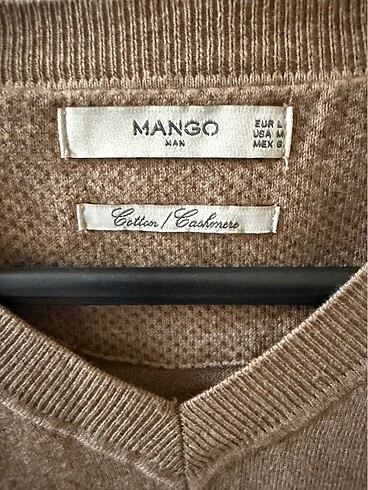 MANGO
MAN
EUR L
USA M
MEX G
Cotton / Cashmere